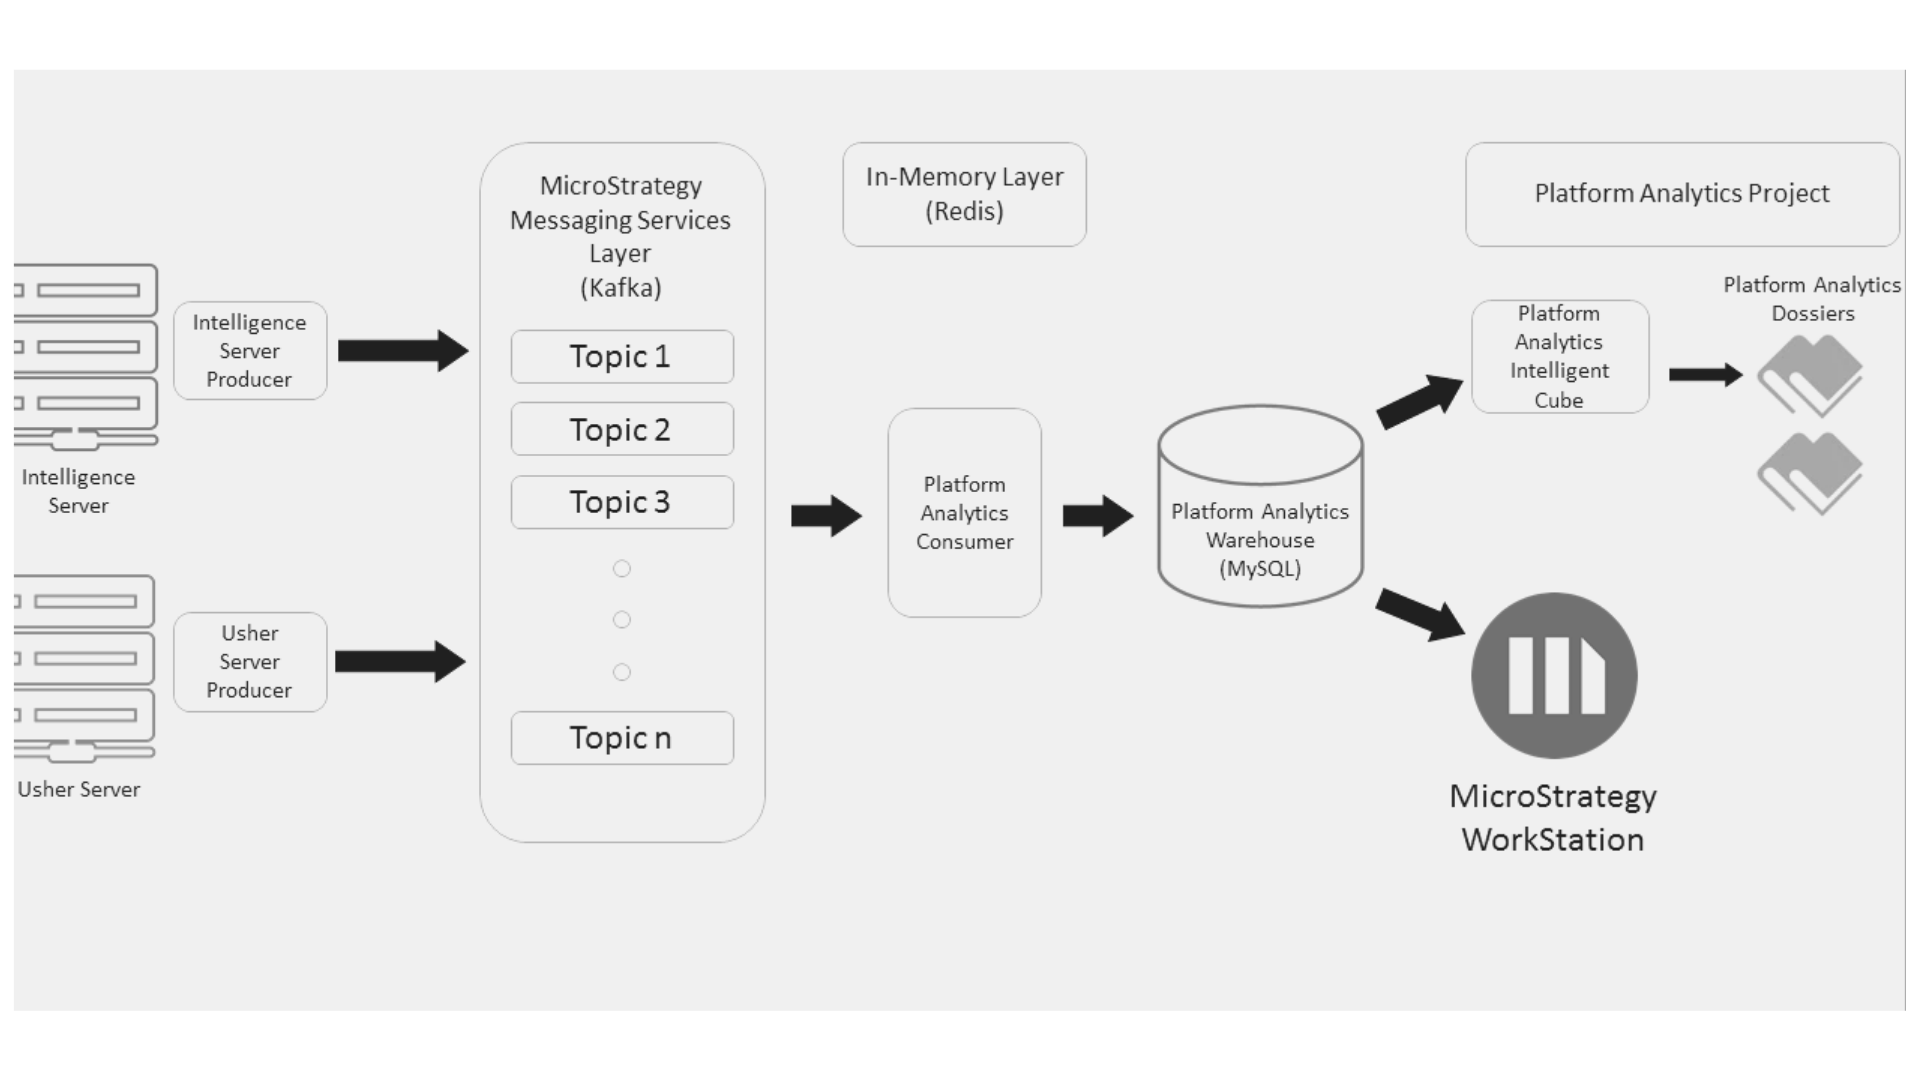 Intelligence
Server
Intelligence
Server
Producer
Usher Server
Usher
Server
Producer
MicroStrategy
Messaging Services
Layer
(Kafka)
Topic 1
Topic 2
Topic 3
Topic n
In-Memory Layer
(Redis)
Platform
Analytics
Consumer
Platform Analytics
Warehouse
(MySQL)
Platform Analytics Project
Platform
Analytics
Intelligent
Cube
Platform Analytics
Dossiers
MicroStrategy
WorkStation